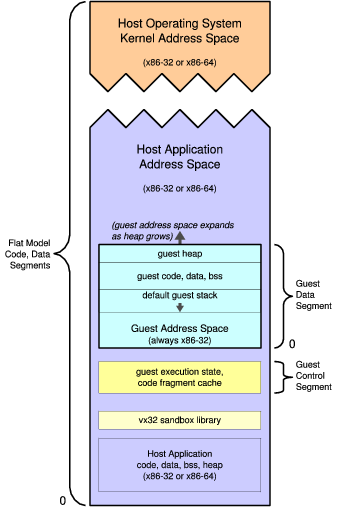 Host Operating System
Kernel Address Space
(x86-32 or x86-64)
Host Application
Address Space
(x86-32 or x86-64)
(guest address space expands
as heap grows)
guest heap
guest code, data, bss
default guest stack
Guest Address Space
(always x86-32)
0
guest execution state,
code fragment cache
vx32 sandbox library
Host Application
code, data, bss, heap
(x86-32 or x86-64)
Flat Model
Code, Data
Segments
0
Guest
Data
Segment
Guest
Control
Segment